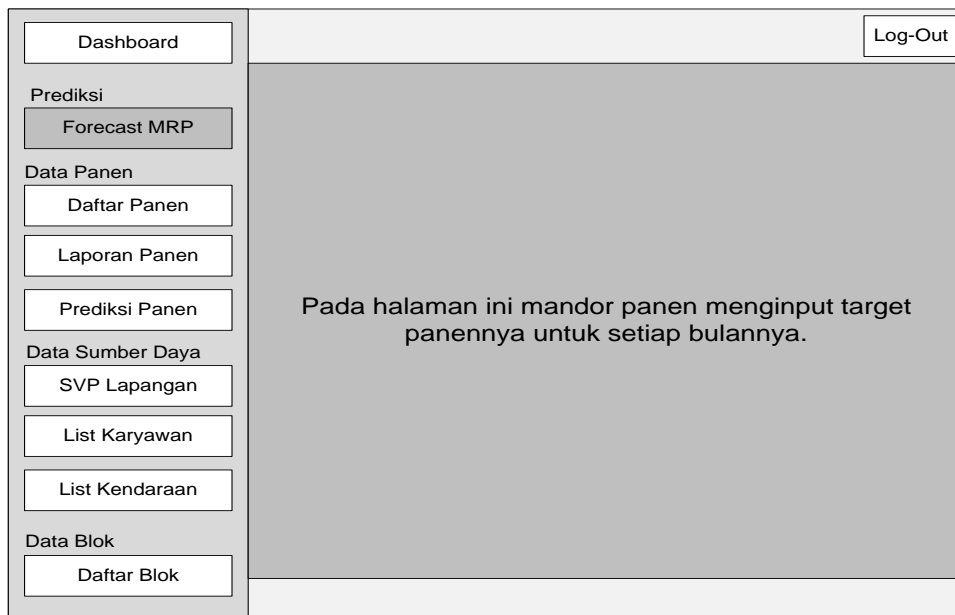 Dashboard
Log-Out
Prediksi
Forecast MRP
Data Panen
Daftar Panen
Laporan Panen
Prediksi Panen
Data Sumber Daya
SVP Lapangan
List Karyawan
List Kendaraan
Data Blok
Daftar Blok
Pada halaman ini mandor panen menginput target
panennya untuk setiap bulannya.